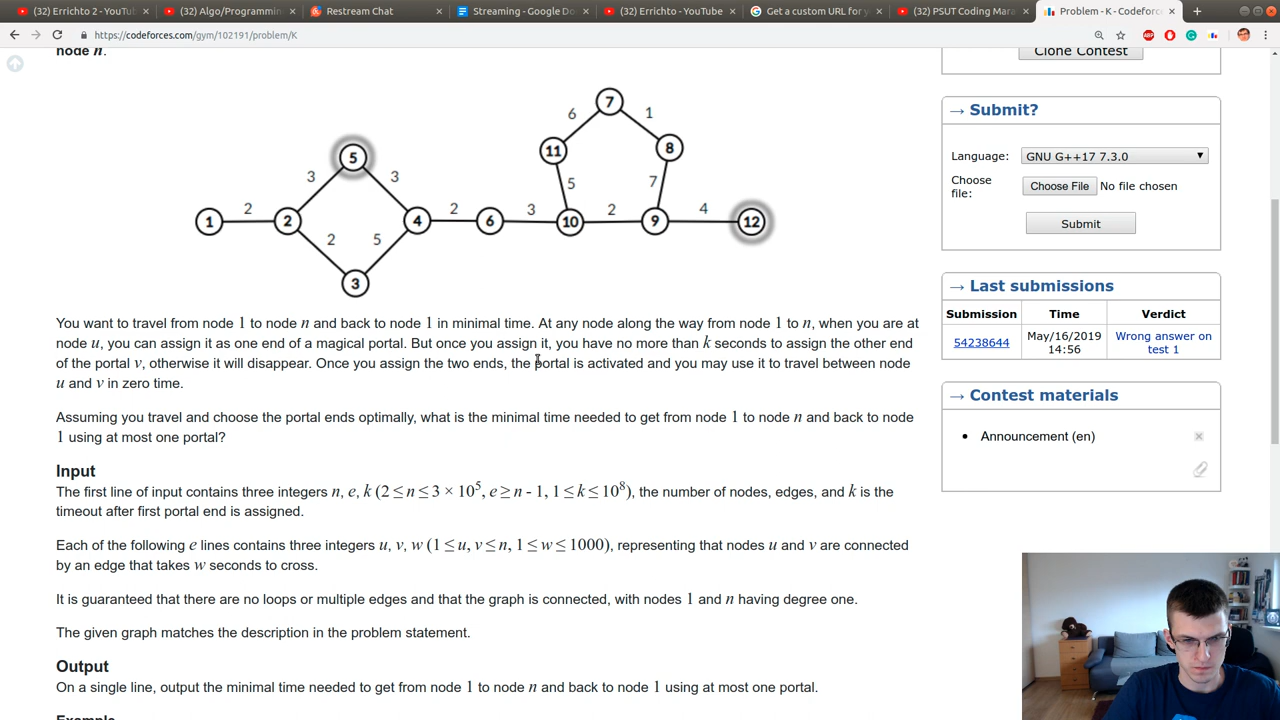 (32) Errichto 2 - YouTu
(32) Algo/Programmin
Restream Chat
Streaming - Google Do
(32) Errichto - YouTube
Get a custom URL for y
(32) PSUT Coding Mara
Problem - K - Codeforc
https://codeforces.com/gym/102191/problem/K
node n.
Clone Contest
5
7
8
11
1
2
4
6
10
9
12
3
2
3
3
2
5
2
3
2
4
5
6
1
7
You want to travel from node 1 to node n and back to node 1 in minimal time. At any node along the way from node 1 to n, when you are at
node u, you can assign it as one end of a magical portal. But once you assign it, you have no more than k seconds to assign the other end
of the portal v, otherwise it will disappear. Once you assign the two ends, the portal is activated and you may use it to travel between node
u and v in zero time.
Assuming you travel and choose the portal ends optimally, what is the minimal time needed to get from node 1 to node n and back to node
1 using at most one portal?
Input
The first line of input contains three integers n, e, k (2 ≤ n ≤ 3 × 10⁵, e ≥ n - 1, 1 ≤ k ≤ 10⁸), the number of nodes, edges, and k is the
timeout after first portal end is assigned.
Each of the following e lines contains three integers u, v, w (1 ≤ u, v ≤ n, 1 ≤ w ≤ 1000), representing that nodes u and v are connected
by an edge that takes w seconds to cross.
It is guaranteed that there are no loops or multiple edges and that the graph is connected, with nodes 1 and n having degree one.
The given graph matches the description in the problem statement.
Output
On a single line, output the minimal time needed to get from node 1 to node n and back to node 1 using at most one portal.
Example
→ Submit?
Language: GNU G++17 7.3.0
Choose file: Choose File No file chosen
Submit
→ Last submissions
Submission Time Verdict
54238644 May/16/2019 14:56 Wrong answer on test 1
→ Contest materials
Announcement (en)